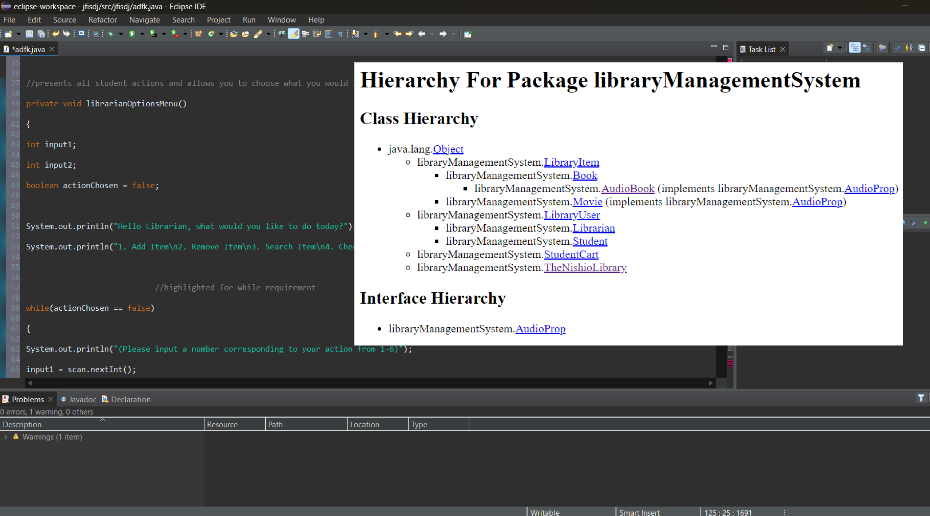 eclipse-workspace - jfisdj/src/jfisdj/adfk.java - Eclipse IDE
File Edit Source Refactor Navigate Search Project Run Window Help
*adfk.java
Task List
//presents all student actions and allows you to choose what you would
private void librarianOptionsMenu()
{
int input1;
int input2;
boolean actionChosen = false;
System.out.println("Hello Librarian, what would you like to do today?")
System.out.println("1. Add Item\n2. Remove Item\n3. Search Item\n4. Che
//highlighted for while requirement
while(actionChosen == false)
{
System.out.println("(Please input a number corresponding to your action from 1-6)");
input1 = scan.nextInt();
Hierarchy For Package libraryManagementSystem
Class Hierarchy
• java.lang.Object
libraryManagementSystem.LibraryItem
libraryManagementSystem.Book
libraryManagementSystem.AudioBook (implements libraryManagementSystem.AudioProp)
libraryManagementSystem.Movie (implements libraryManagementSystem.AudioProp)
libraryManagementSystem.LibraryUser
libraryManagementSystem.Librarian
libraryManagementSystem.Student
libraryManagementSystem.StudentCart
libraryManagementSystem.TheNishioLibrary
Interface Hierarchy
• libraryManagementSystem.AudioProp
Problems Javadoc Declaration
0 errors, 1 warning, 0 others
Description Resource Path Location Type
Warnings (1 item)
Writable Smart Insert 125 : 25 : 1691